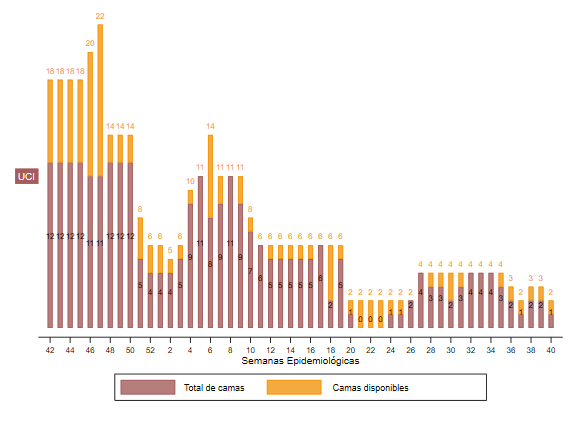 22
20
18 18 18 18
14 14 14 14
11 11 11 11
UCI
10
8 8
6 6 6 6 6 6 6 6 6 6 6 6
12 12 12 12 11 11 12 12 12
11 11
6 6
8
9 9 9
5
4 4 4 4 4 4 4 4 4
7
5 5 5 5 5 5 5 5
4 4 4
3 3 3
2 2 2 2 2 2 2 2
4 4 4 4
3 3 3 3
2 2 2 2 2 2
1 1 1 1 1
0 0 0
42 44 46 48 50 52 2 4 6 8 10 12 14 16 18 20 22 24 26 28 30 32 34 36 38 40
Semanas Epidemiológicas
Total de camas Camas disponibles